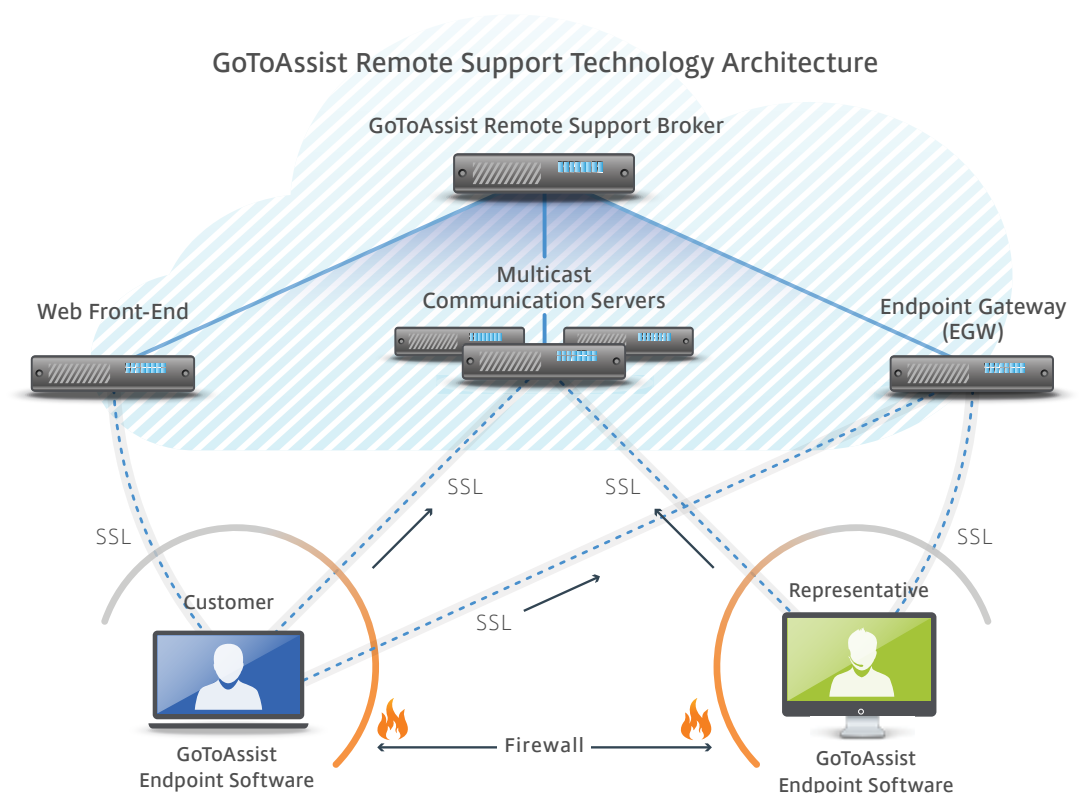 GoToAssist Remote Support Technology Architecture
GoToAssist Remote Support Broker
Multicast
Communication Servers
Web Front-End
Endpoint Gateway
(EGW)
SSL
SSL
SSL
SSL
SSL
Customer
Representative
Firewall
GoToAssist
Endpoint Software
GoToAssist
Endpoint Software